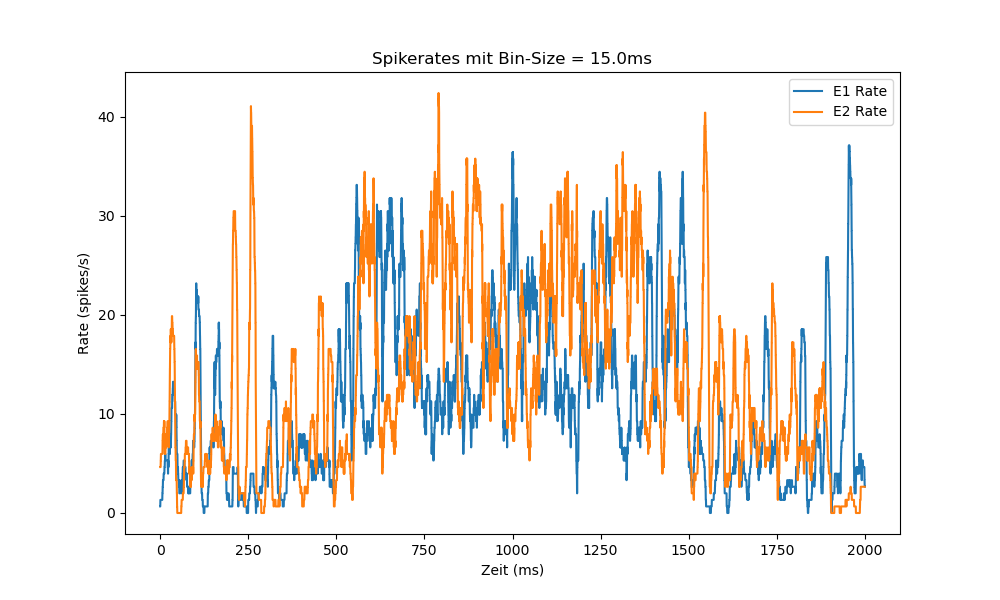 Spikerates mit Bin-Size = 15.0ms
E1 Rate
E2 Rate
Rate (spikes/s)
40
30
20
10
0
0 250 500 750 1000 1250 1500 1750 2000
Zeit (ms)